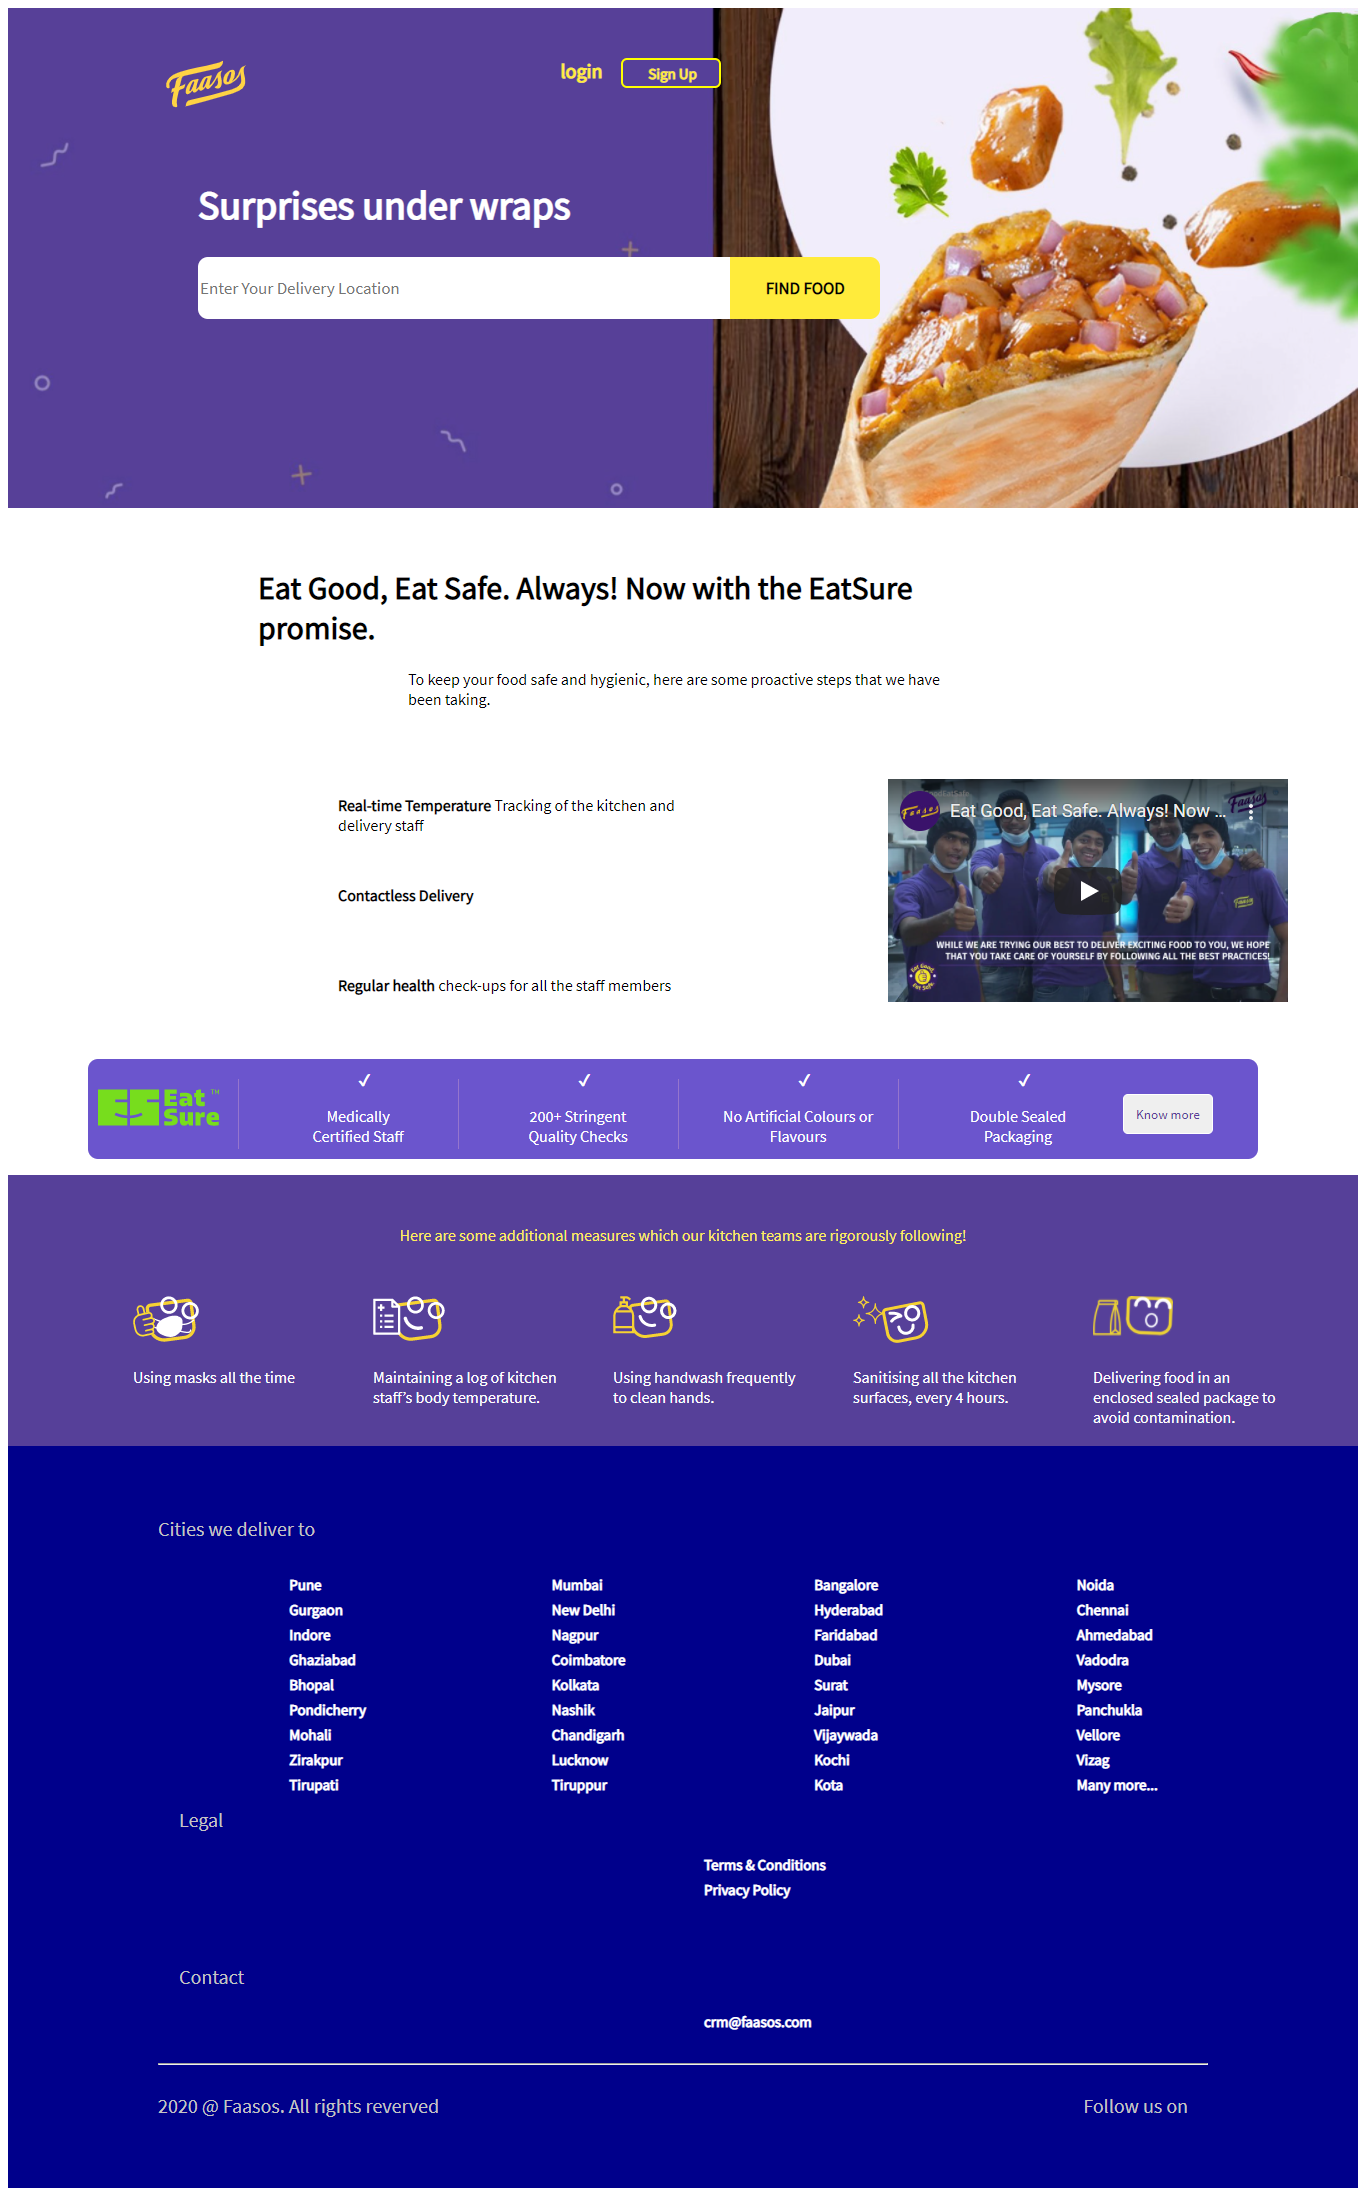 Faasos
login
Sign Up
Surprises under wraps
Enter Your Delivery Location
FIND FOOD
Eat Good, Eat Safe. Always! Now with the EatSure
promise.
To keep your food safe and hygienic, here are some proactive steps that we have
been taking.
Real-time Temperature Tracking of the kitchen and
delivery staff
Contactless Delivery
Regular health check-ups for all the staff members
Faasos
Eat Good, Eat Safe. Always! Now ...
Faasos
Faasos
WHILE WE ARE TRYING OUR BEST TO DELIVER EXCITING FOOD TO YOU, WE HOPE
THAT YOU TAKE CARE OF YOURSELF BY FOLLOWING ALL THE BEST PRACTICES!
Eat Good
Eat Safe
ES Eat Sure ™
Medically
Certified Staff
200+ Stringent
Quality Checks
No Artificial Colours or
Flavours
Double Sealed
Packaging
Know more
Here are some additional measures which our kitchen teams are rigorously following!
Using masks all the time
Maintaining a log of kitchen
staff’s body temperature.
Using handwash frequently
to clean hands.
Sanitising all the kitchen
surfaces, every 4 hours.
Delivering food in an
enclosed sealed package to
avoid contamination.
Cities we deliver to
Pune Mumbai Bangalore Noida
Gurgaon New Delhi Hyderabad Chennai
Indore Nagpur Faridabad Ahmedabad
Ghaziabad Coimbatore Dubai Vadodra
Bhopal Kolkata Surat Mysore
Pondicherry Nashik Jaipur Panchukla
Mohali Chandigarh Vijaywada Vellore
Zirakpur Lucknow Kochi Vizag
Tirupati Tiruppur Kota Many more...
Legal
Terms & Conditions
Privacy Policy
Contact
crm@faasos.com
2020 @ Faasos. All rights reverved
Follow us on